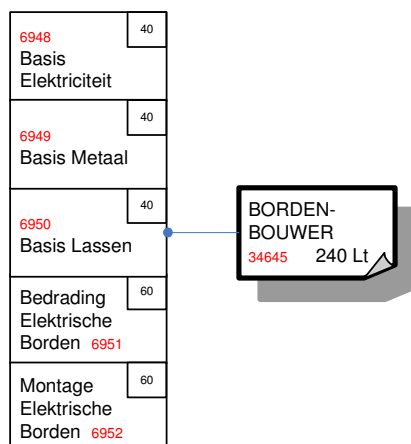 40
6948
Basis
Elektriciteit
40
6949
Basis Metaal
40
6950
Basis Lassen
60
Bedrading
Elektrische
Borden 6951
60
Montage
Elektrische
Borden 6952
BORDEN-
BOUWER
34645 240 Lt